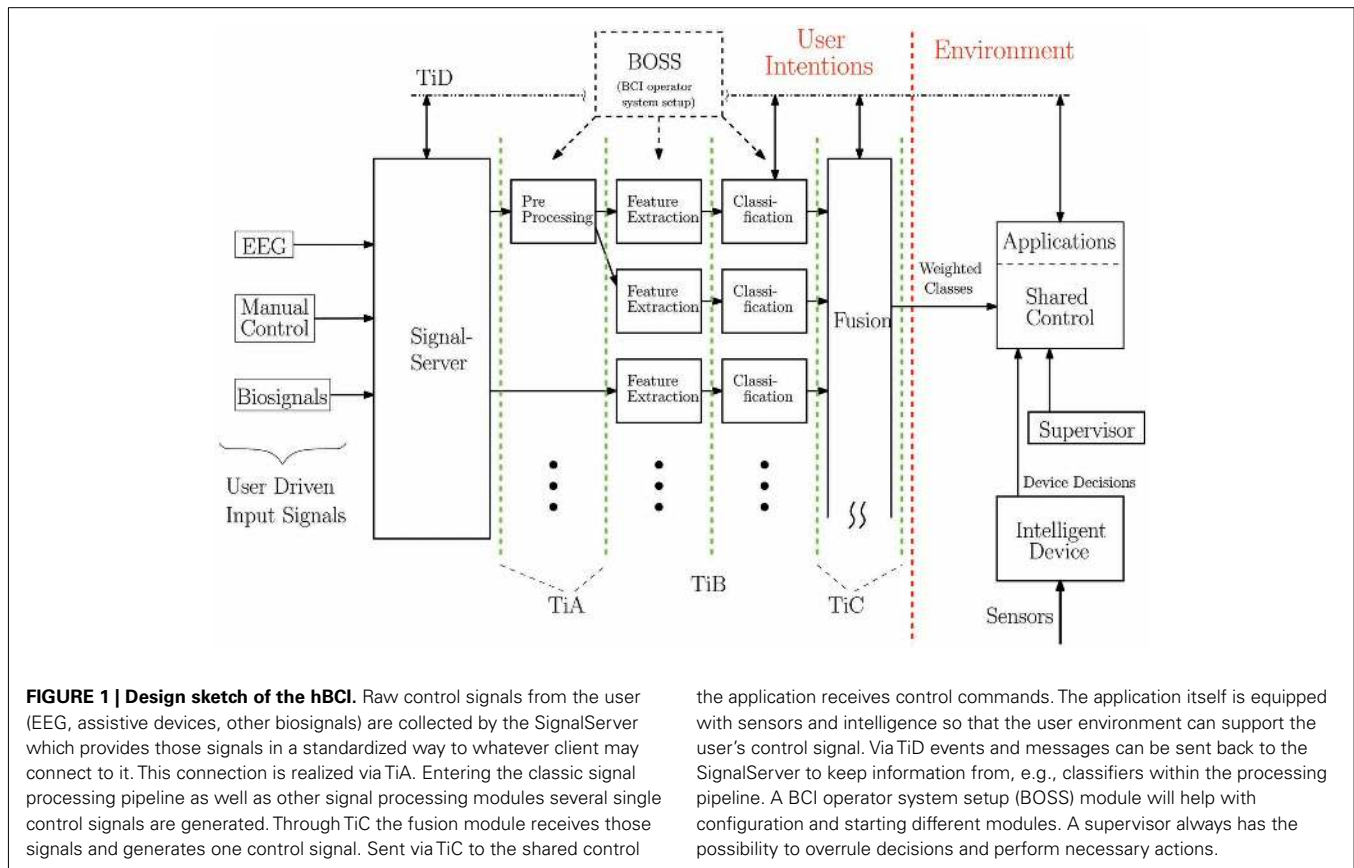 TiD
BOSS
(BCI operator
system setup)
User
Intentions
Environment
EEG
Manual
Control
Biosignals
User Driven
Input Signals
Signal-
Server
Pre
Processing
Feature
Extraction
Classi-
fication
Feature
Extraction
Classi-
fication
Feature
Extraction
Classi-
fication
Fusion
Weighted
Classes
Applications
Shared
Control
Supervisor
Device Decisions
Intelligent
Device
Sensors
TiA
TiB
TiC
FIGURE 1 | Design sketch of the hBCI. Raw control signals from the user
(EEG, assistive devices, other biosignals) are collected by the SignalServer
which provides those signals in a standardized way to whatever client may
connect to it. This connection is realized via TiA. Entering the classic signal
processing pipeline as well as other signal processing modules several single
control signals are generated. Through TiC the fusion module receives those
signals and generates one control signal. Sent via TiC to the shared control
the application receives control commands. The application itself is equipped
with sensors and intelligence so that the user environment can support the
user's control signal. Via TiD events and messages can be sent back to the
SignalServer to keep information from, e.g., classifiers within the processing
pipeline. A BCI operator system setup (BOSS) module will help with
configuration and starting different modules. A supervisor always has the
possibility to overrule decisions and perform necessary actions.